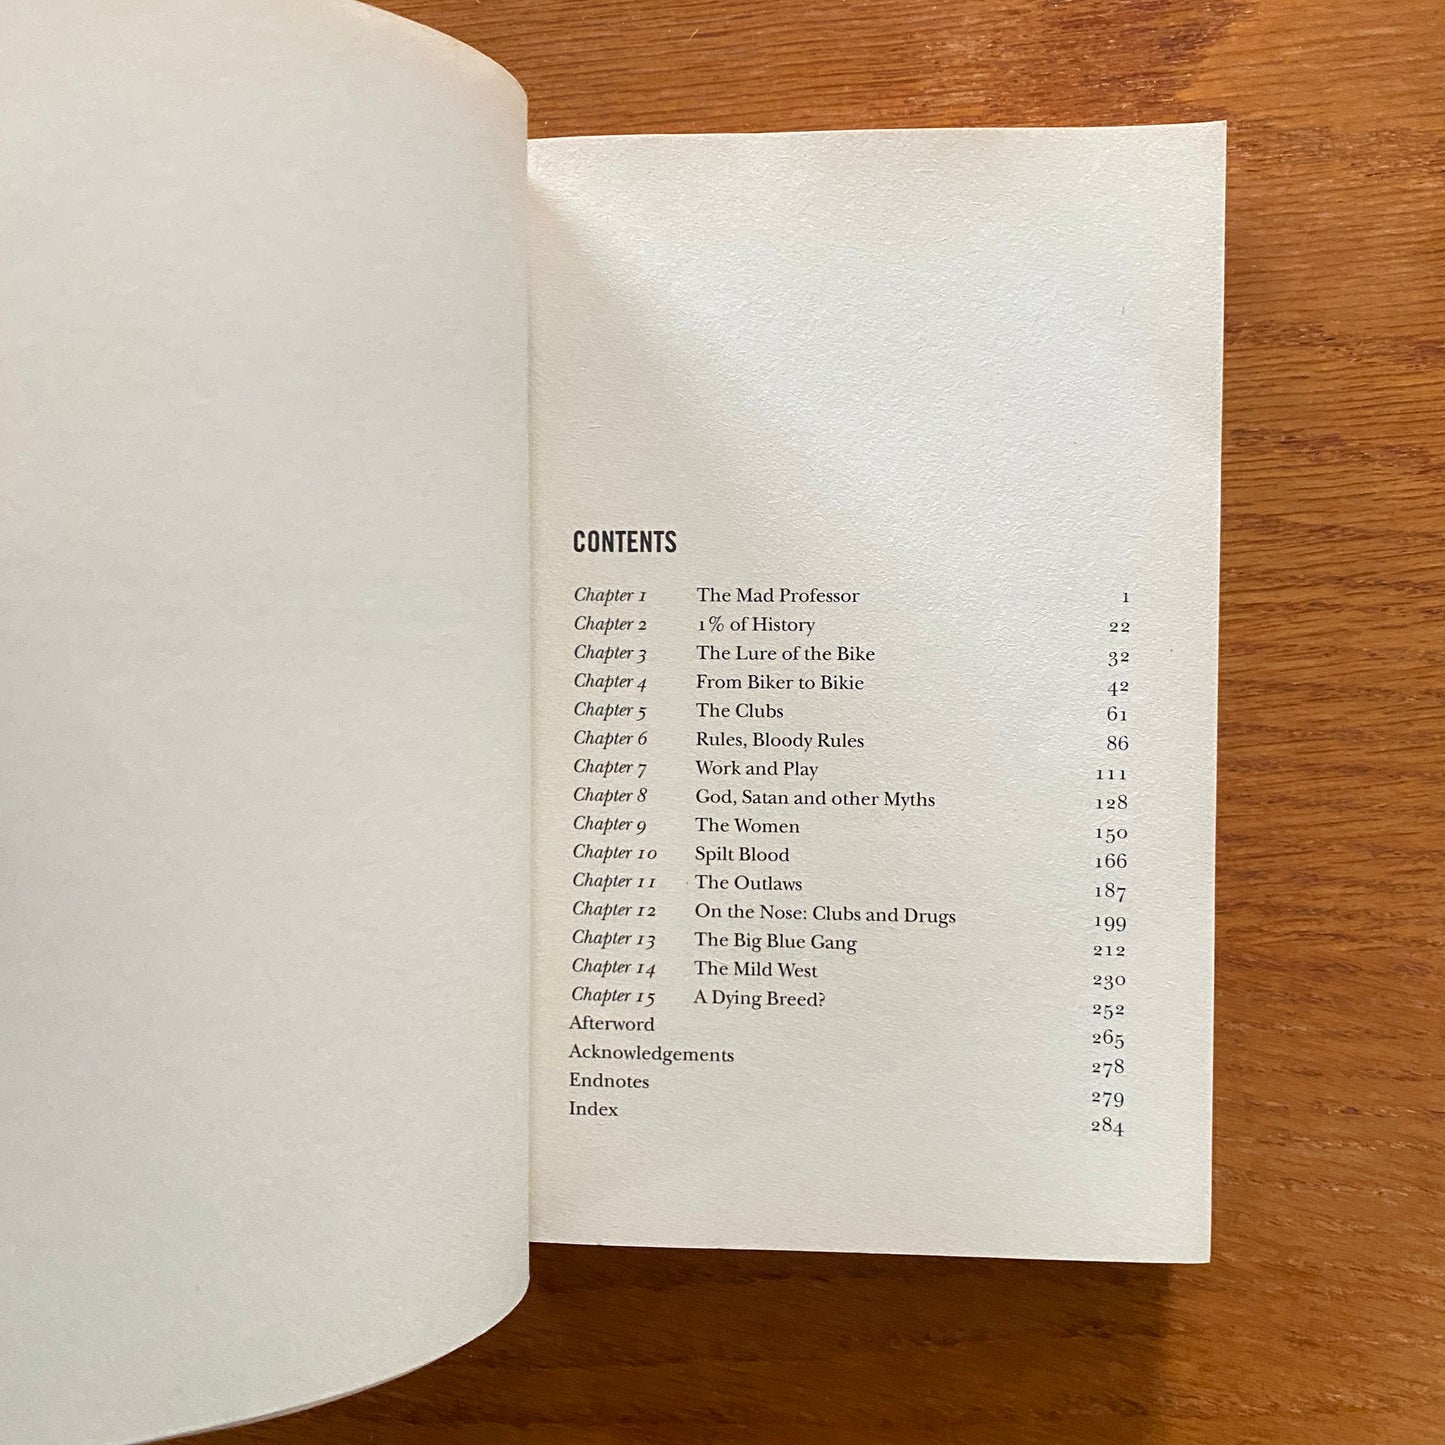 CONTENTS
Chapter 1 The Mad Professor 1
Chapter 2 1% of History 22
Chapter 3 The Lure of the Bike 32
Chapter 4 From Biker to Bikie 42
Chapter 5 The Clubs 61
Chapter 6 Rules, Bloody Rules 86
Chapter 7 Work and Play 111
Chapter 8 God, Satan and other Myths 128
Chapter 9 The Women 150
Chapter 10 Spilt Blood 166
Chapter 11 The Outlaws 187
Chapter 12 On the Nose: Clubs and Drugs 199
Chapter 13 The Big Blue Gang 212
Chapter 14 The Mild West 230
Chapter 15 A Dying Breed? 252
Afterword 265
Acknowledgements 278
Endnotes 279
Index 284